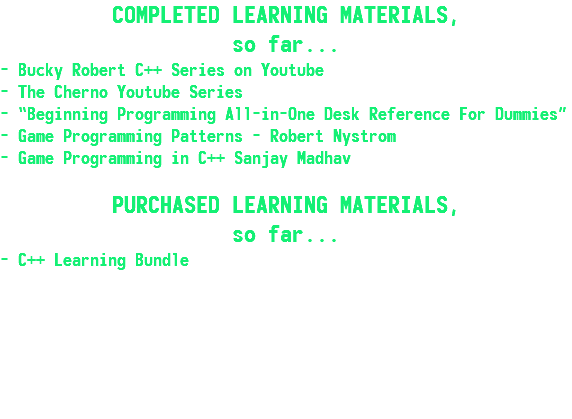 COMPLETED LEARNING MATERIALS,
so far...
- Bucky Robert C++ Series on Youtube
- The Cherno Youtube Series
- “Beginning Programming All-in-One Desk Reference For Dummies”
- Game Programming Patterns - Robert Nystrom
- Game Programming in C++ Sanjay Madhav
PURCHASED LEARNING MATERIALS,
so far...
- C++ Learning Bundle